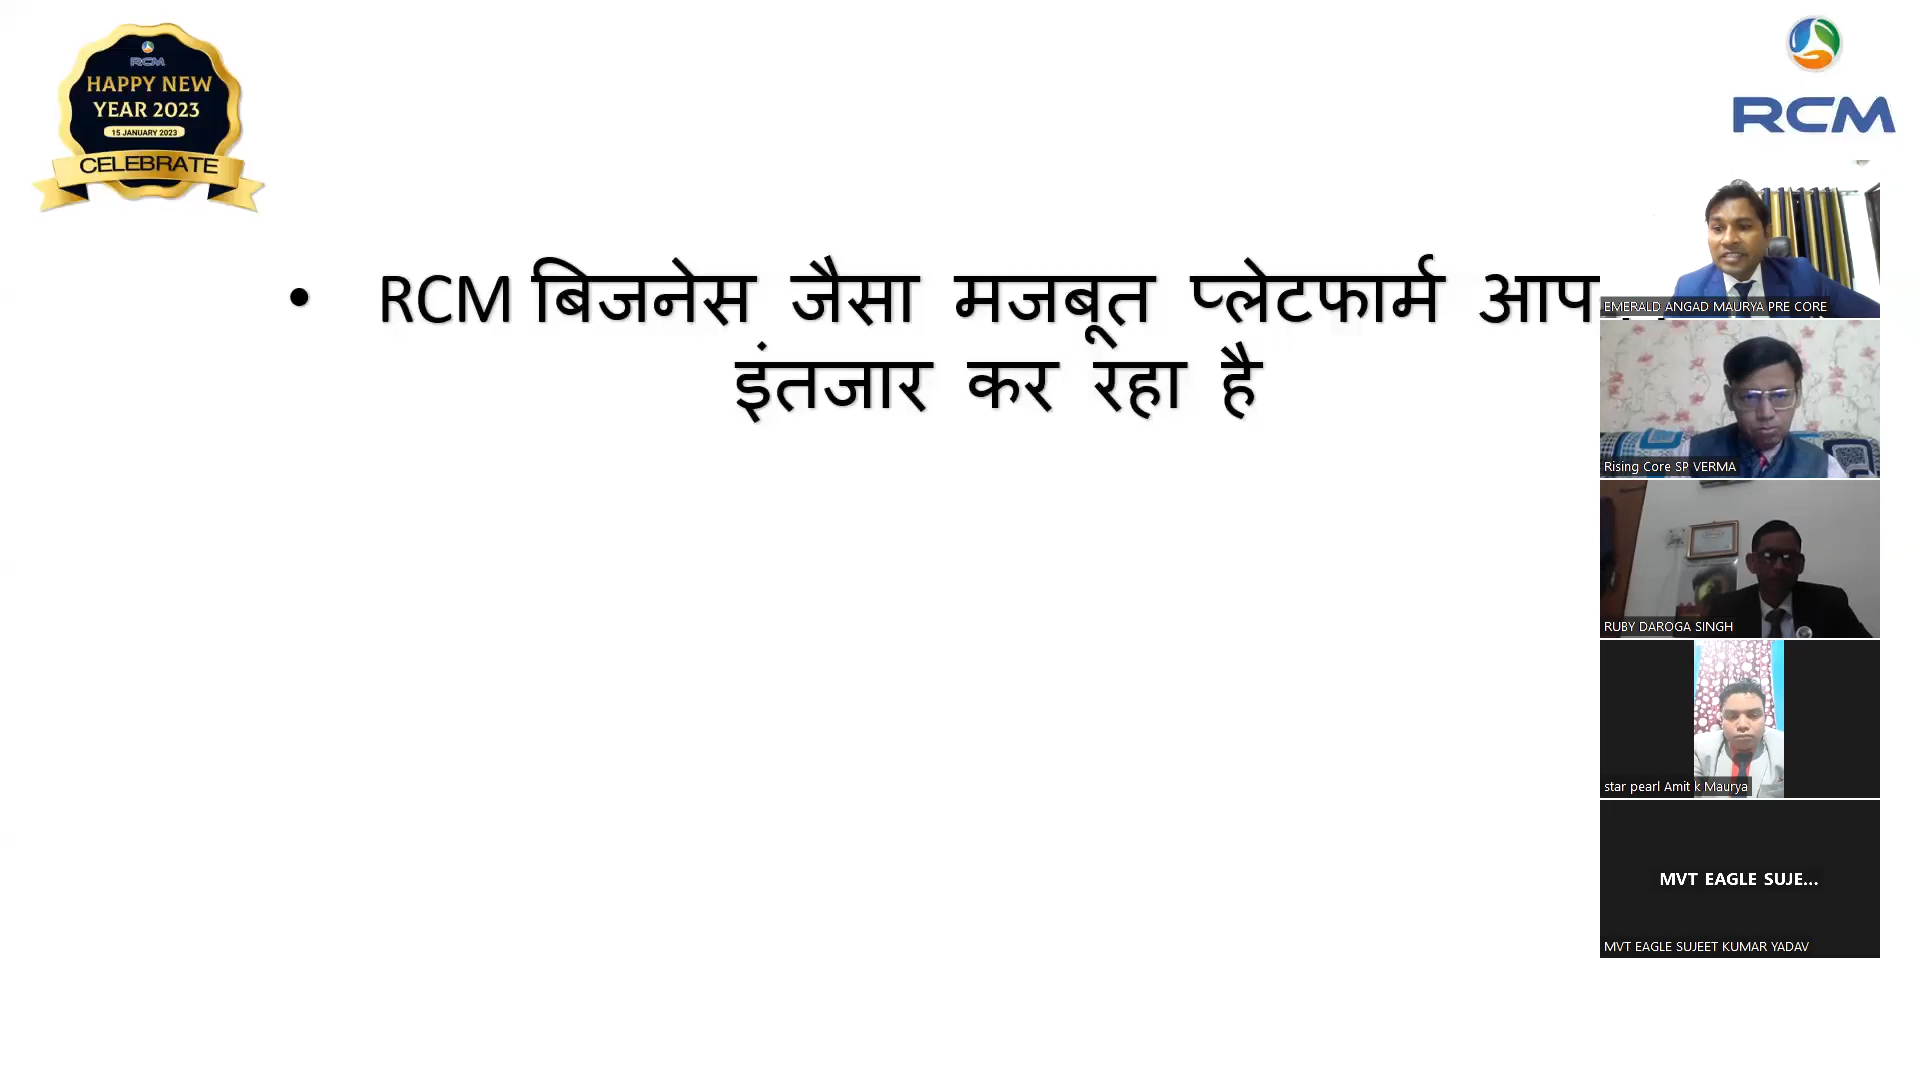 RCM
HAPPY NEW
YEAR 2023
15 JANUARY 2023
CELEBRATE
RCM
• RCM बिजनेस जैसा मजबूत प्लेटफार्म
इंतजार कर रहा है
EMERALD ANGAD MAURYA PRE CORE
Rising Core SP VERMA
RUBY DAROGA SINGH
star pearl Amit k Maurya
MVT EAGLE SUJE...
MVT EAGLE SUJEET KUMAR YADAV